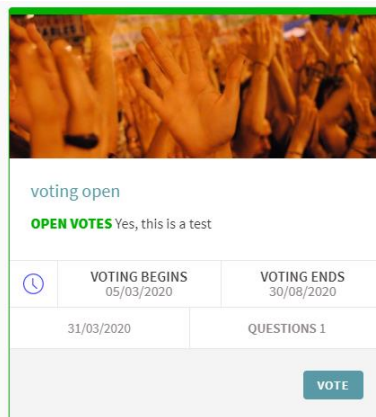 voting open
OPEN VOTES Yes, this is a test
VOTING BEGINS
05/03/2020
VOTING ENDS
30/08/2020
31/03/2020
QUESTIONS 1
VOTE